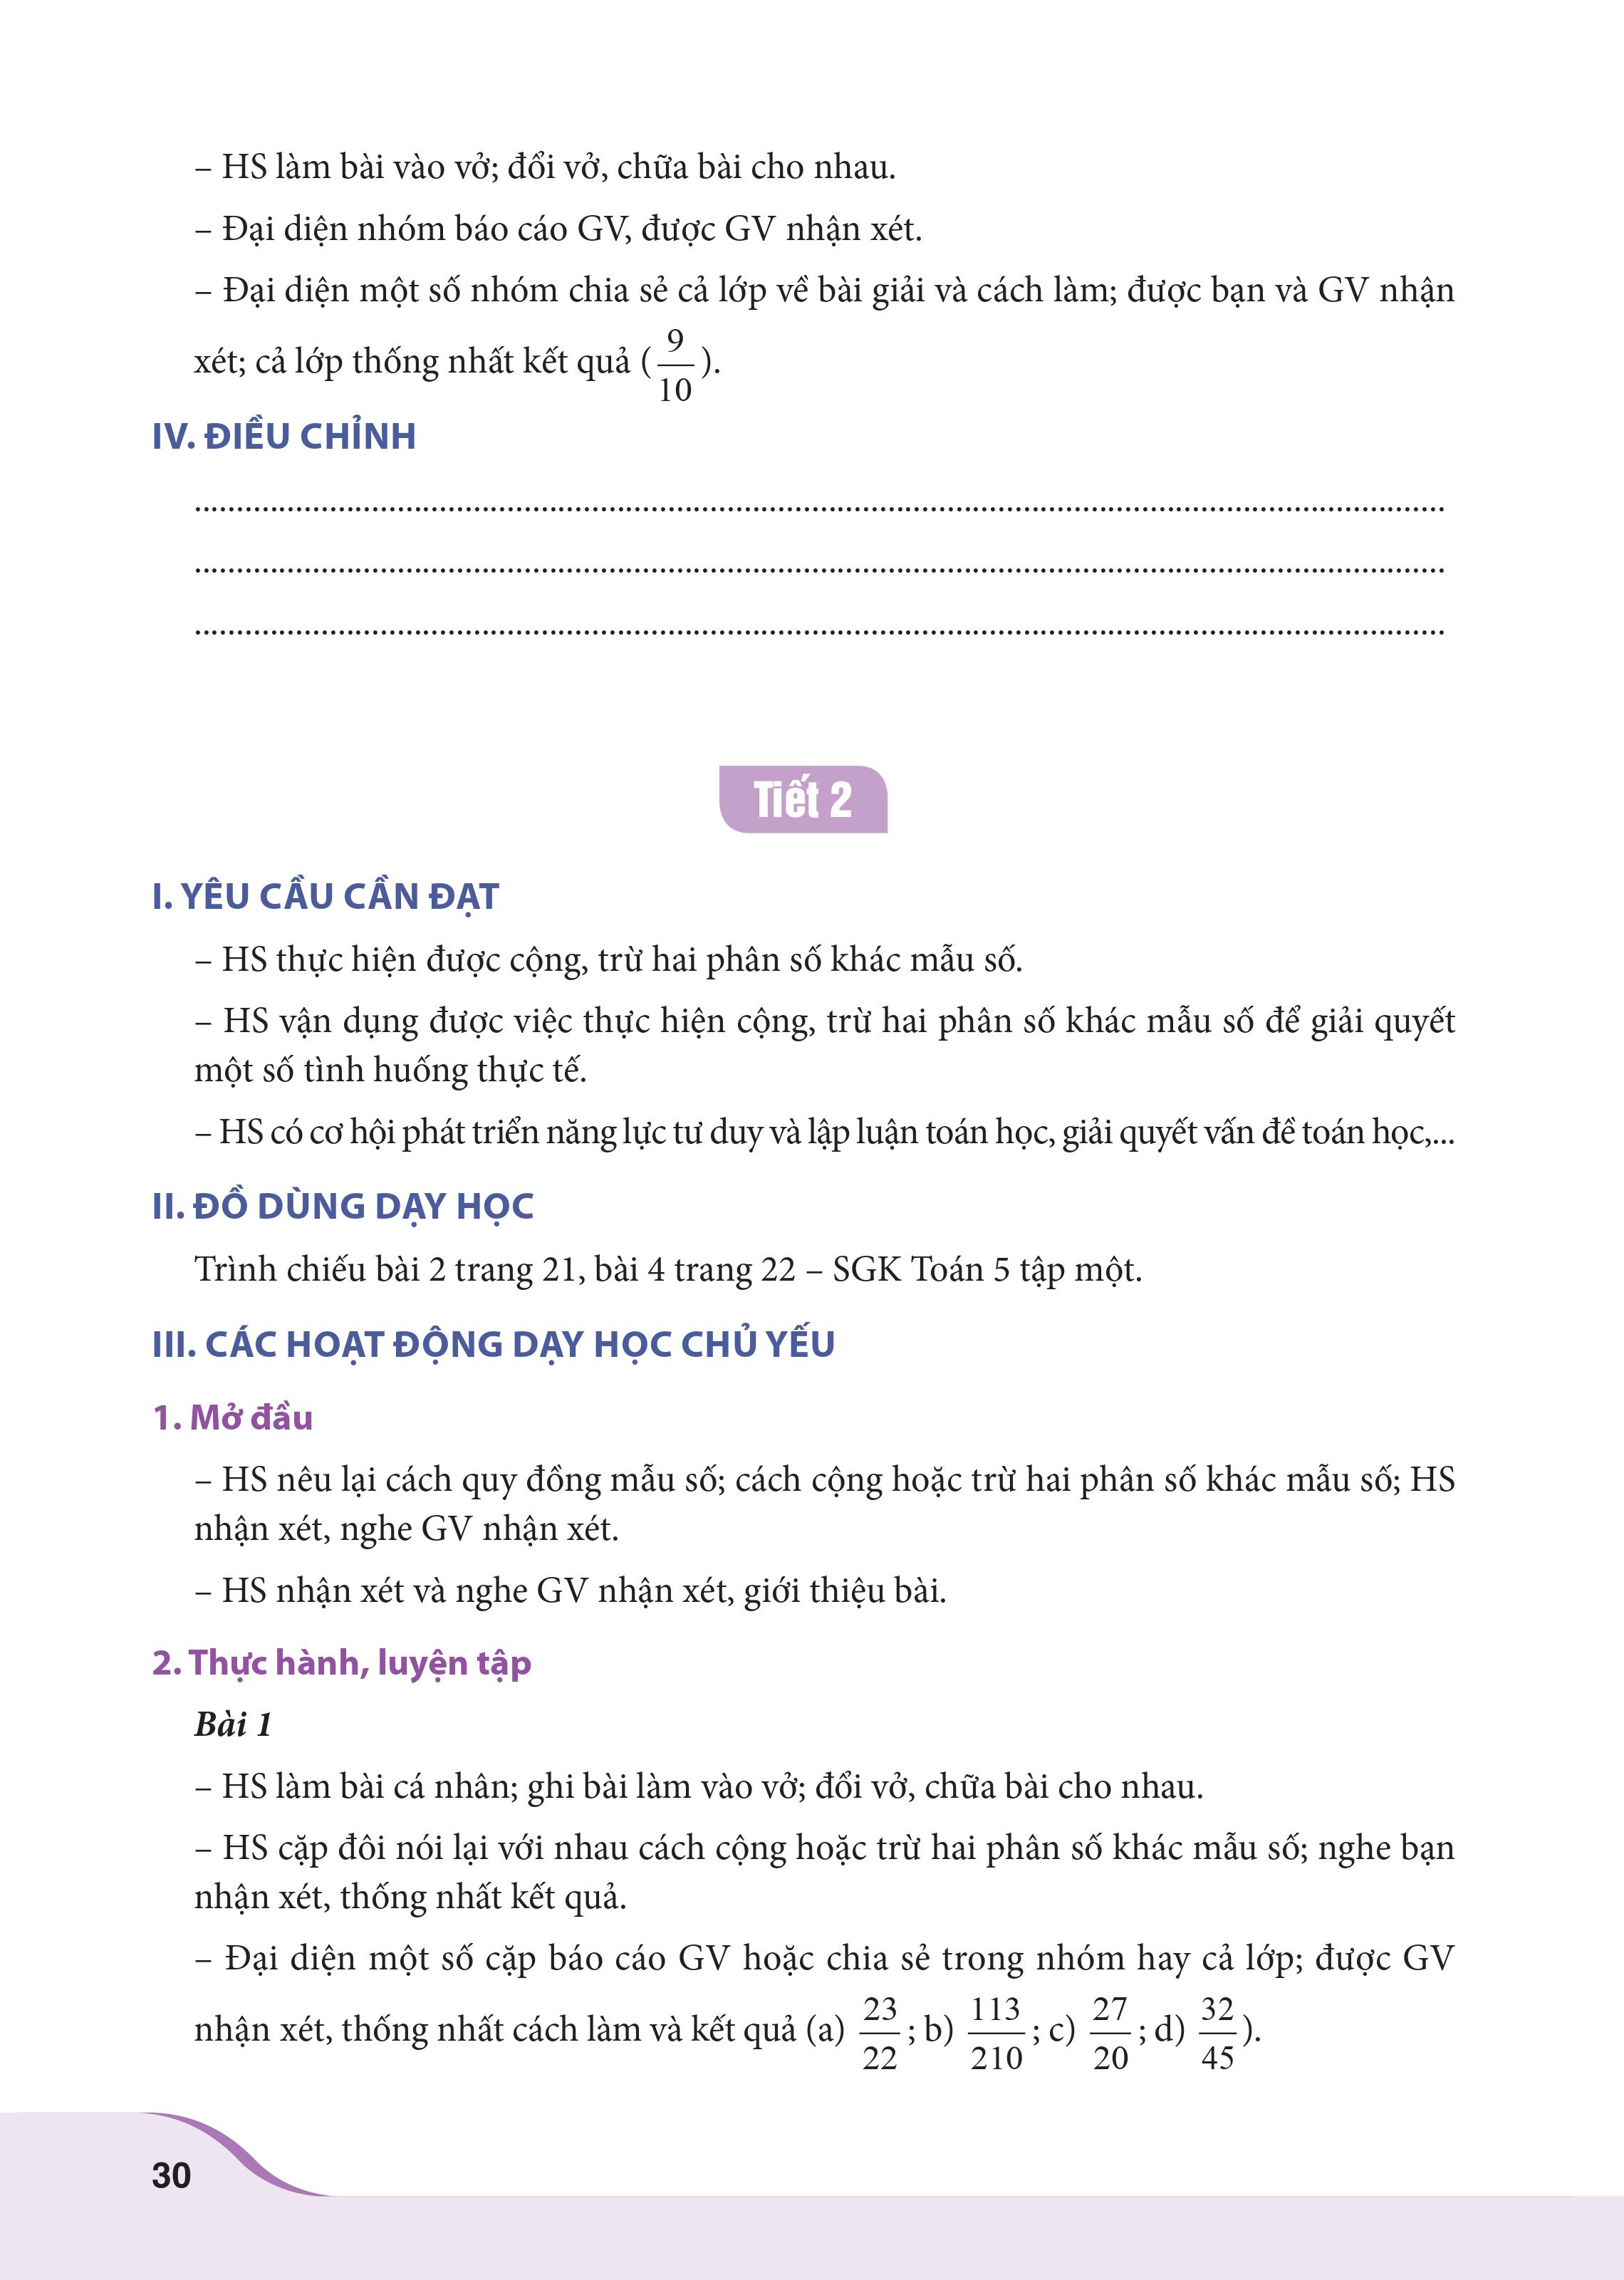 – HS làm bài vào vở; đổi vở, chữa bài cho nhau.
– Đại diện nhóm báo cáo GV, được GV nhận xét.
– Đại diện một số nhóm chia sẻ cả lớp về bài giải và cách làm; được bạn và GV nhận
xét; cả lớp thống nhất kết quả (9/10).
IV. ĐIỀU CHỈNH
....................................................................................................................................................
....................................................................................................................................................
....................................................................................................................................................
Tiết 2
I. YÊU CẦU CẦN ĐẠT
– HS thực hiện được cộng, trừ hai phân số khác mẫu số.
– HS vận dụng được việc thực hiện cộng, trừ hai phân số khác mẫu số để giải quyết
một số tình huống thực tế.
– HS có cơ hội phát triển năng lực tư duy và lập luận toán học, giải quyết vấn đề toán học,...
II. ĐỒ DÙNG DẠY HỌC
Trình chiếu bài 2 trang 21, bài 4 trang 22 – SGK Toán 5 tập một.
III. CÁC HOẠT ĐỘNG DẠY HỌC CHỦ YẾU
1. Mở đầu
– HS nêu lại cách quy đồng mẫu số; cách cộng hoặc trừ hai phân số khác mẫu số; HS
nhận xét, nghe GV nhận xét.
– HS nhận xét và nghe GV nhận xét, giới thiệu bài.
2. Thực hành, luyện tập
Bài 1
– HS làm bài cá nhân; ghi bài làm vào vở; đổi vở, chữa bài cho nhau.
– HS cặp đôi nói lại với nhau cách cộng hoặc trừ hai phân số khác mẫu số; nghe bạn
nhận xét, thống nhất kết quả.
– Đại diện một số cặp báo cáo GV hoặc chia sẻ trong nhóm hay cả lớp; được GV
nhận xét, thống nhất cách làm và kết quả (a) 23/22; b) 113/210; c) 27/20; d) 32/45).
30